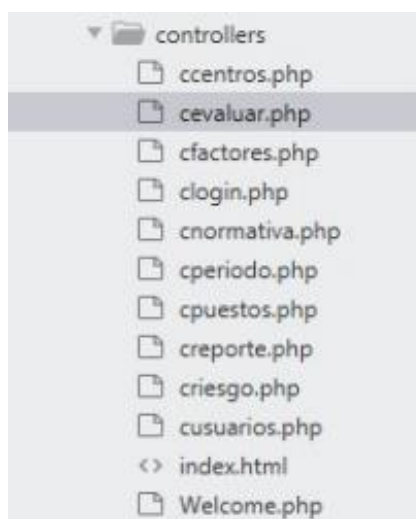 controllers
ccentros.php
cevaluar.php
cfactores.php
clogin.php
cnormativa.php
cperiodo.php
cpuestos.php
creporte.php
criesgo.php
cusuarios.php
<> index.html
Welcome.php